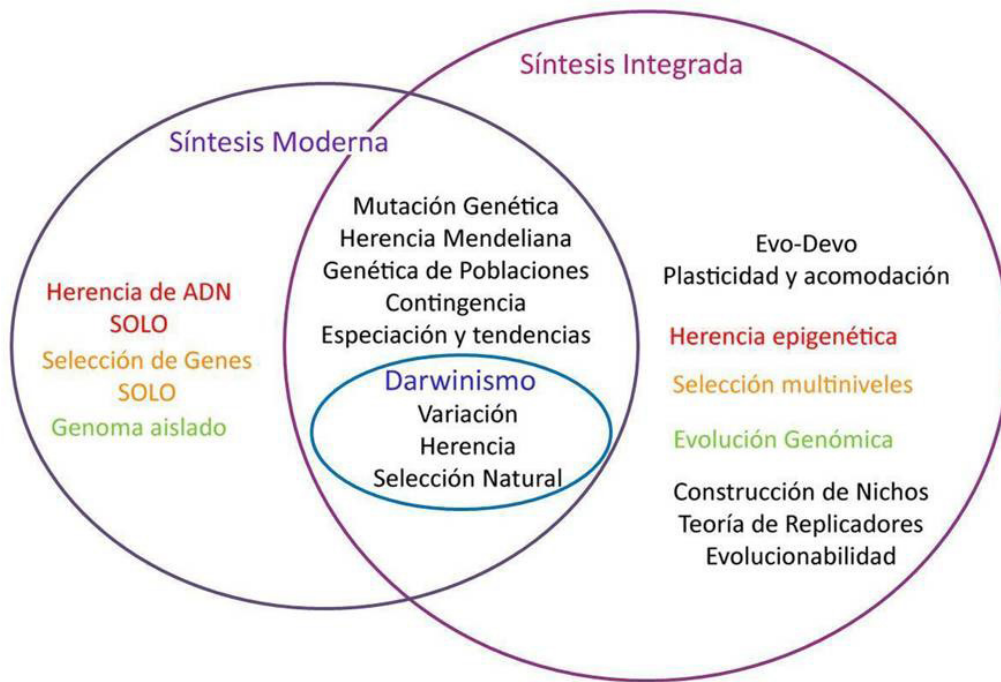 Síntesis Integrada
Síntesis Moderna
Mutación Genética
Herencia Mendeliana
Genética de Poblaciones
Contingencia
Especiación y tendencias
Darwinismo
Variación
Herencia
Selección Natural
Herencia de ADN
SOLO
Selección de Genes
SOLO
Genoma aislado
Evo-Devo
Plasticidad y acomodación
Herencia epigenética
Selección multiniveles
Evolución Genómica
Construcción de Nichos
Teoría de Replicadores
Evolucionabilidad